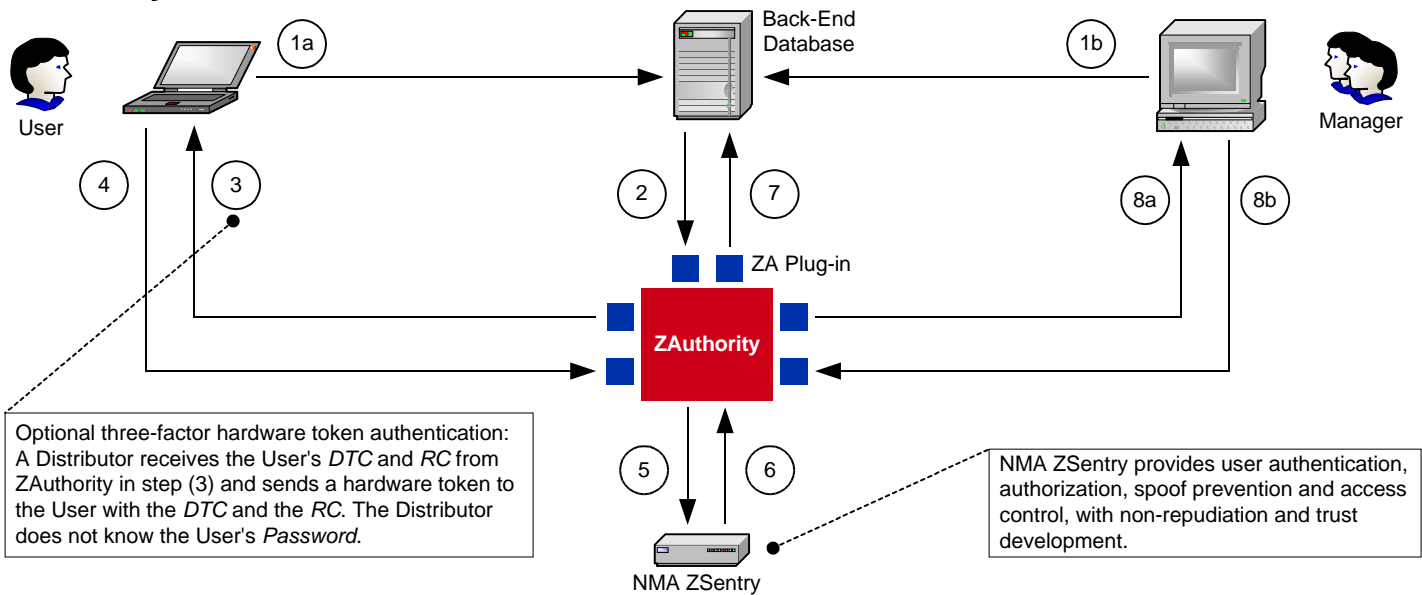 1a
Back-End
Database
1b
User
Manager
4
3
2
7
8a
8b
ZA Plug-in
ZAuthority
Optional three-factor hardware token authentication:
A Distributor receives the User's DTC and RC from
ZAuthority in step (3) and sends a hardware token to
the User with the DTC and the RC. The Distributor
does not know the User's Password.
5
6
NMA ZSentry provides user authentication,
authorization, spoof prevention and access
control, with non-repudiation and trust
development.
NMA ZSentry